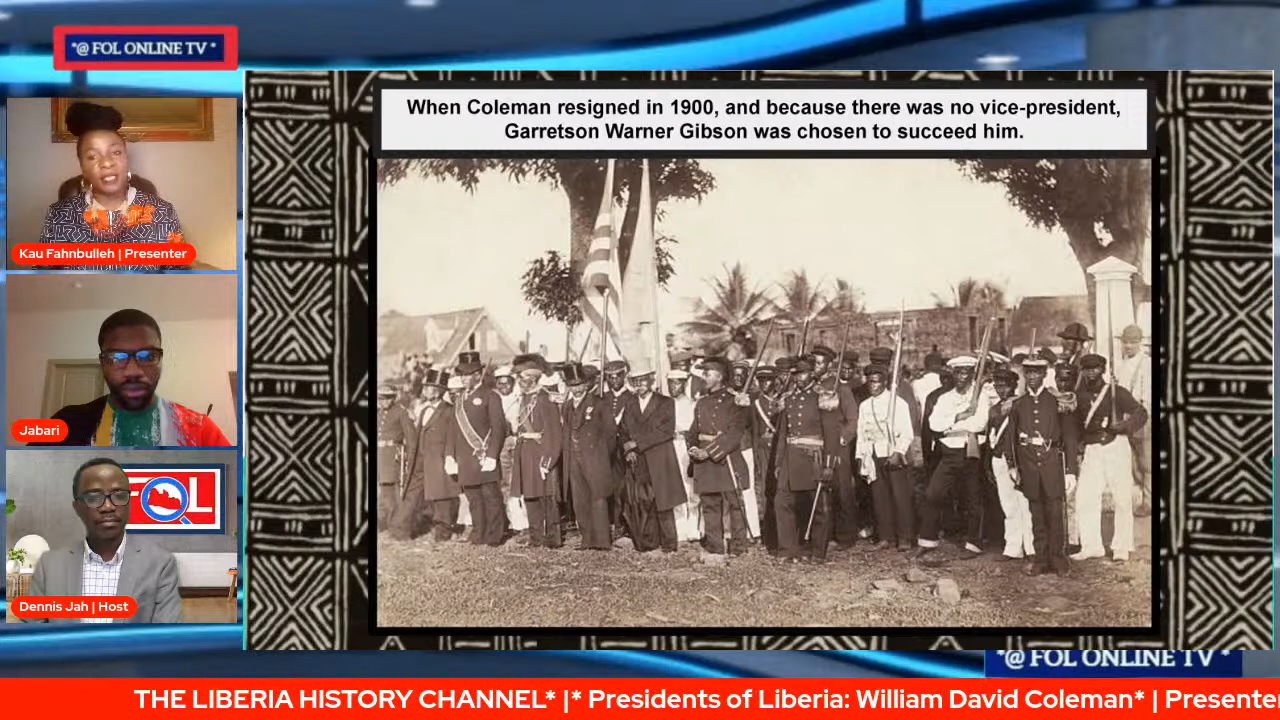 *@ FOL ONLINE TV *
When Coleman resigned in 1900, and because there was no vice-president,
Garretson Warner Gibson was chosen to succeed him.
Kau Fahnbulleh | Presenter
Jabari
FOL
Dennis Jah | Host
*@ FOL ONLINE TV *
THE LIBERIA HISTORY CHANNEL* |* Presidents of Liberia: William David Coleman* | Presenter